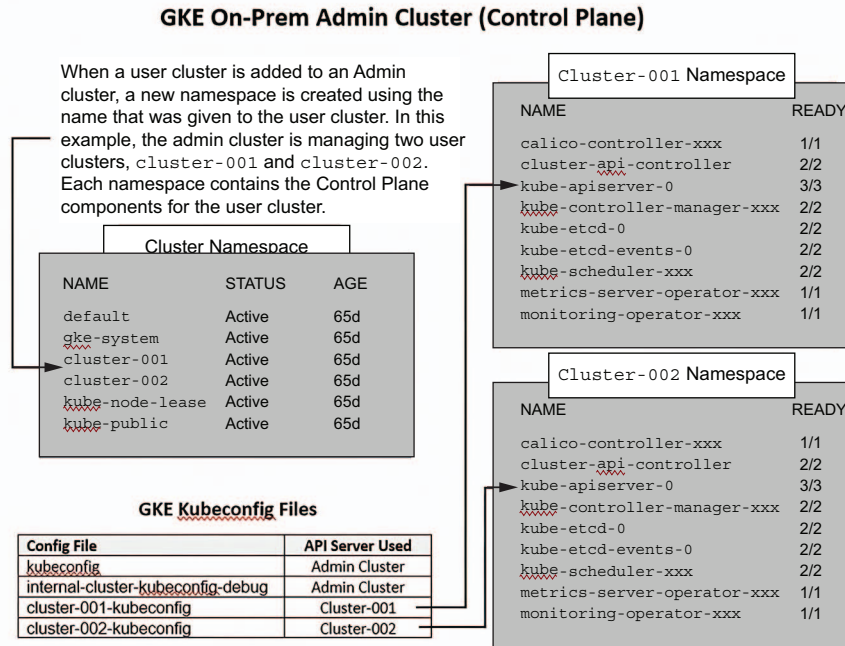 GKE On-Prem Admin Cluster (Control Plane)
When a user cluster is added to an Admin
cluster, a new namespace is created using the
name that was given to the user cluster. In this
example, the admin cluster is managing two user
clusters, cluster-001 and cluster-002.
Each namespace contains the Control Plane
components for the user cluster.
Cluster Namespace
NAME STATUS AGE
default Active 65d
gke-system Active 65d
cluster-001 Active 65d
cluster-002 Active 65d
kube-node-lease Active 65d
kube-public Active 65d
GKE Kubeconfig Files
Config File API Server Used
kubeconfig Admin Cluster
internal-cluster-kubeconfig-debug Admin Cluster
cluster-001-kubeconfig Cluster-001
cluster-002-kubeconfig Cluster-002
Cluster-001 Namespace
NAME READY
calico-controller-xxx 1/1
cluster-api-controller 2/2
kube-apiserver-0 3/3
kube-controller-manager-xxx 2/2
kube-etcd-0 2/2
kube-etcd-events-0 2/2
kube-scheduler-xxx 2/2
metrics-server-operator-xxx 1/1
monitoring-operator-xxx 1/1
Cluster-002 Namespace
NAME READY
calico-controller-xxx 1/1
cluster-api-controller 2/2
kube-apiserver-0 3/3
kube-controller-manager-xxx 2/2
kube-etcd-0 2/2
kube-etcd-events-0 2/2
kube-scheduler-xxx 2/2
metrics-server-operator-xxx 1/1
monitoring-operator-xxx 1/1